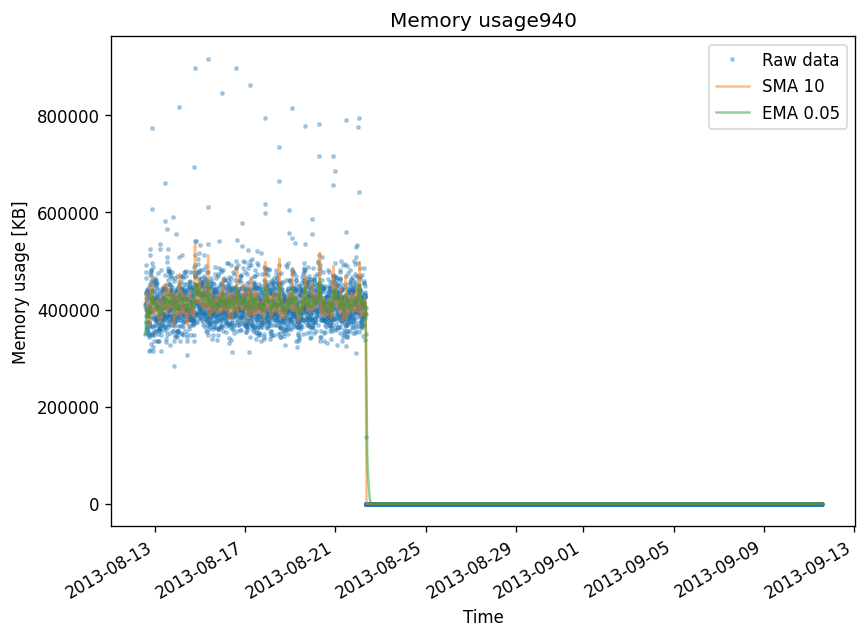 Memory usage940
Raw data
SMA 10
EMA 0.05
Memory usage [KB]
800000
600000
400000
200000
0
2013-08-13
2013-08-17
2013-08-21
2013-08-25
2013-08-29
2013-09-01
2013-09-05
2013-09-09
2013-09-13
Time